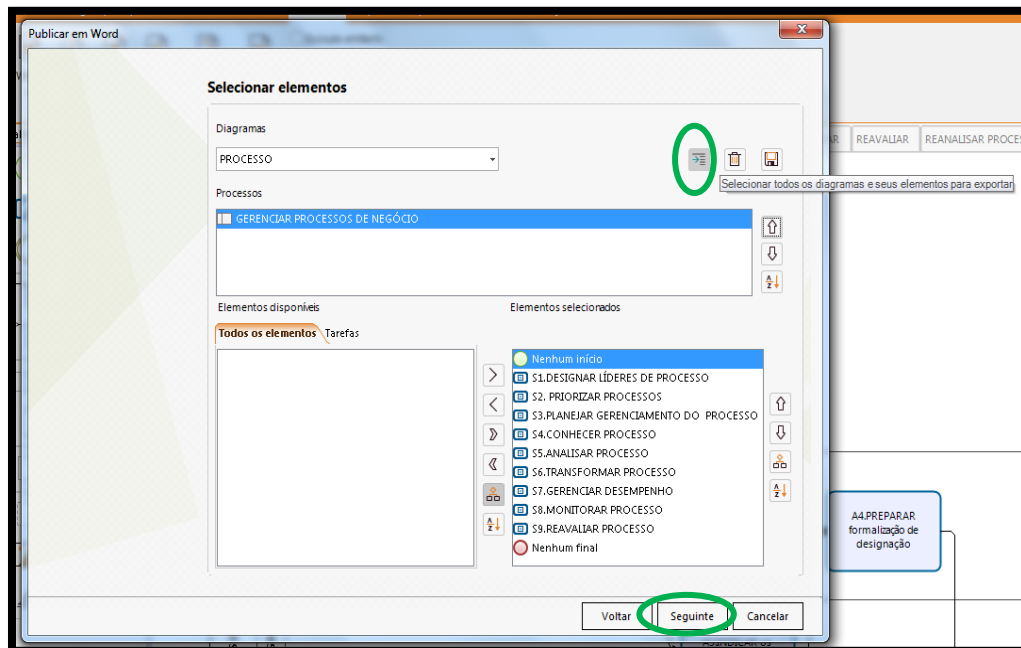 Publicar em Word
Selecionar elementos
Diagramas
PROCESSO
Selecionar todos os diagramas e seus elementos para exportar
Processos
GERENCIAR PROCESSOS DE NEGÓCIO
Elementos disponíveis
Elementos selecionados
Todos os elementos
Tarefas
Nenhum início
S1.DESIGNAR LÍDERES DE PROCESSO
S2. PRIORIZAR PROCESSOS
S3.PLANEJAR GERENCIAMENTO DO PROCESSO
S4.CONHECER PROCESSO
S5.ANALISAR PROCESSO
S6.TRANSFORMAR PROCESSO
S7.GERENCIAR DESEMPENHO
S8.MONITORAR PROCESSO
S9.REAVALIAR PROCESSO
Nenhum final
Voltar
Seguinte
Cancelar
AR
REAVALIAR
REANALISAR PROCES
A4.PREPARAR
formalização de
designação